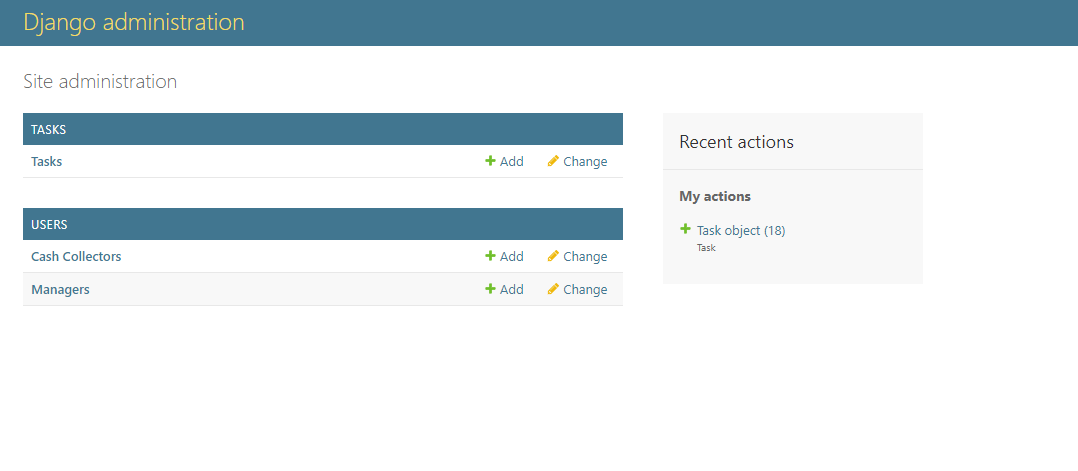 Django administration
Site administration
TASKS
Tasks Add Change
USERS
Cash Collectors Add Change
Managers Add Change
Recent actions
My actions
Task object (18)
Task